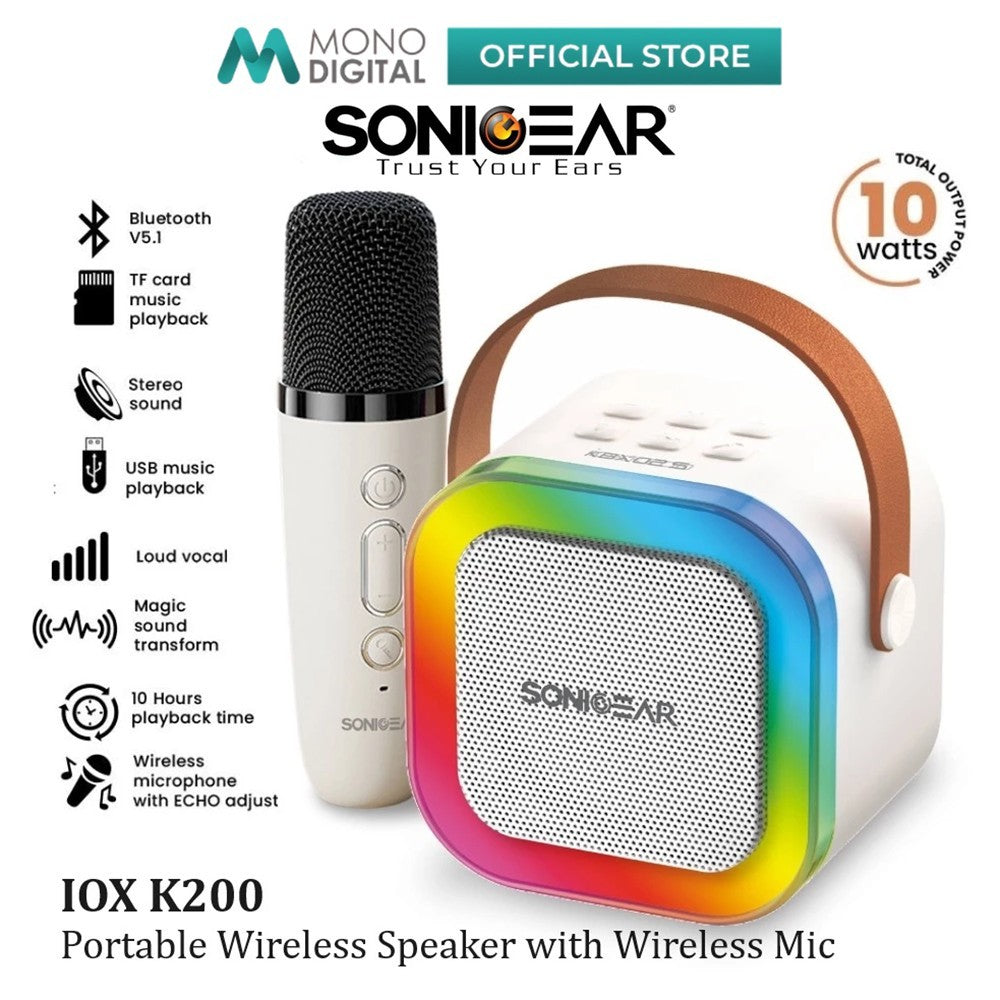 MONO
DIGITAL
OFFICIAL STORE
SONICGEAR®
Trust Your Ears
TOTAL OUTPUT POWER
10
watts
Bluetooth
V5.1
TF card
music
playback
Stereo
sound
USB music
playback
Loud vocal
Magic
sound
transform
10 Hours
playback time
Wireless
microphone
with ECHO adjust
SONICGEAR
SONICGEAR
IOX K200
Portable Wireless Speaker with Wireless Mic